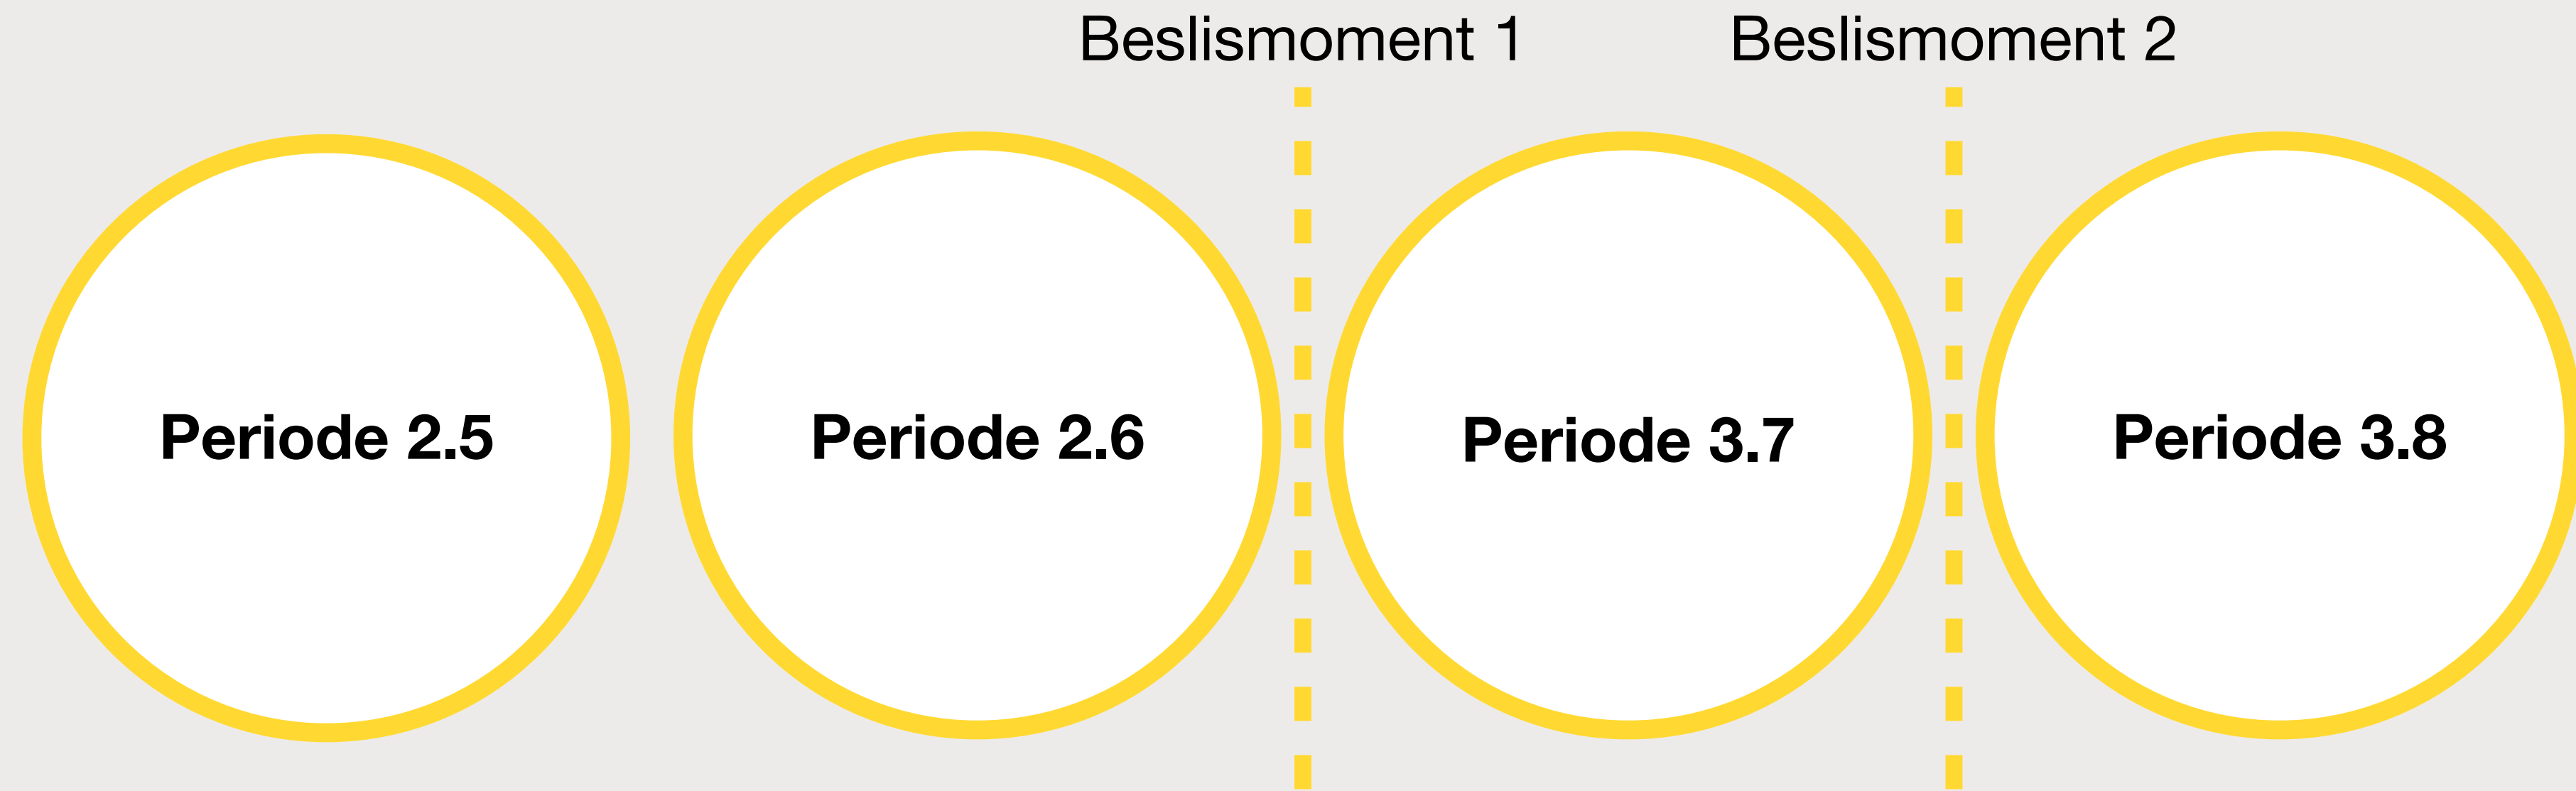 Beslismoment 1
Beslismoment 2
Periode 2.5
Periode 2.6
Periode 3.7
Periode 3.8